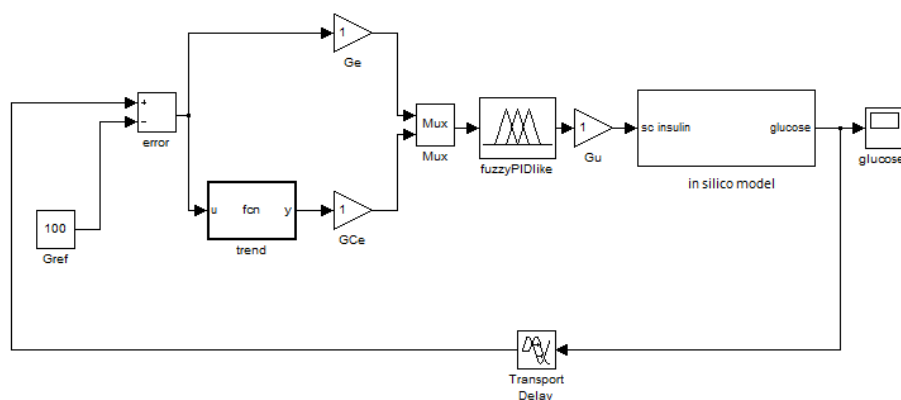 1
Ge
+
−
error
Mux
Mux
fuzzyPIDlike
1
Gu
sc insulin
glucose
in silico model
glucose
100
Gref
u
fcn
y
trend
1
GCe
Transport
Delay